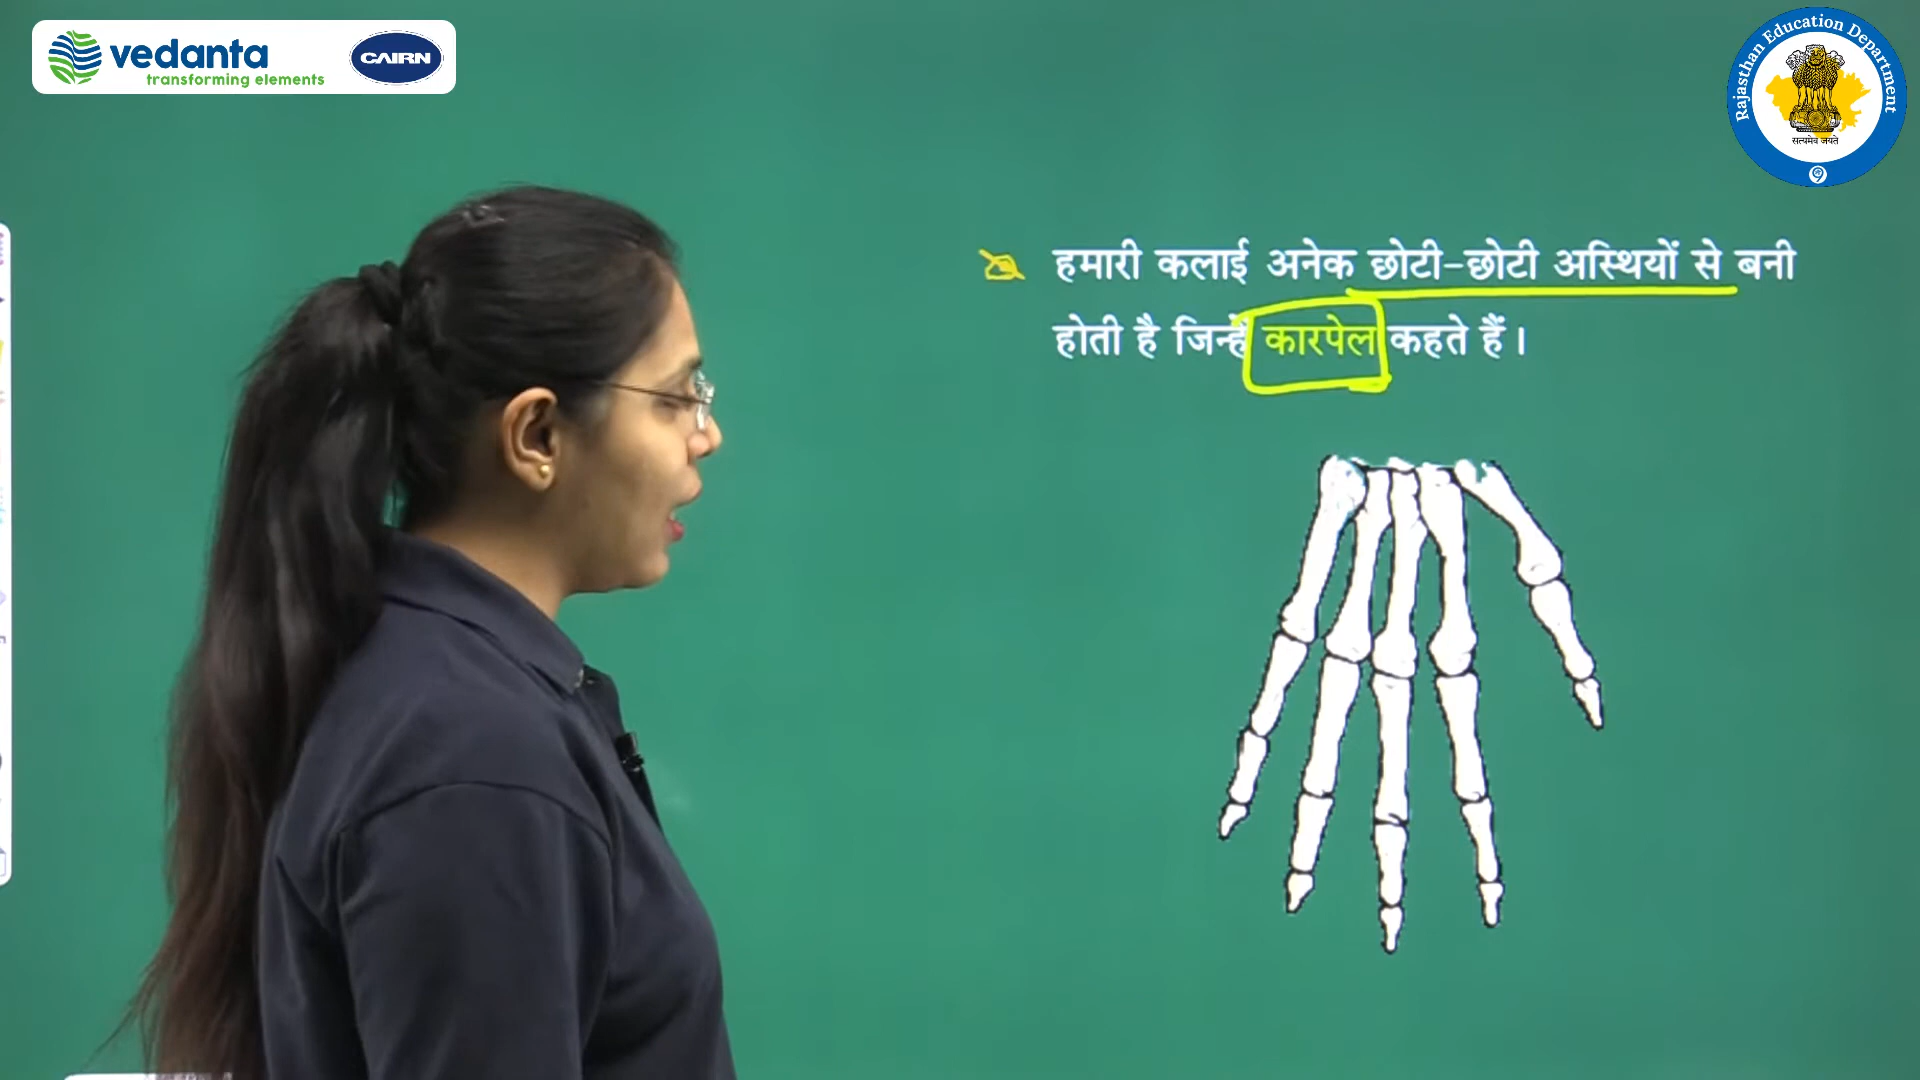 vedanta
transforming elements
CAIRN
Rajasthan Education Department
सत्यमेव जयते
हमारी कलाई अनेक छोटी-छोटी अस्थियों से बनी
होती है जिन्हें कारपेल कहते हैं।